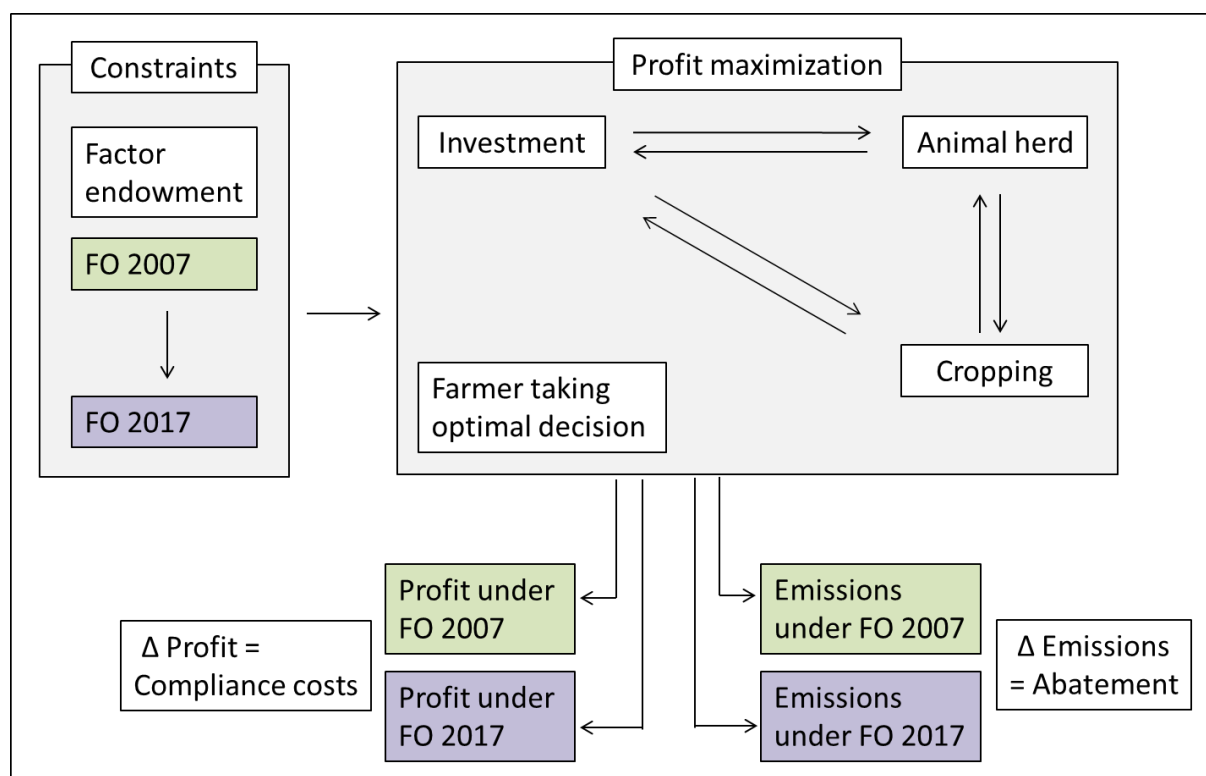 Constraints
Factor
endowment
FO 2007
FO 2017
Profit maximization
Investment
Animal herd
Cropping
Farmer taking
optimal decision
Δ Profit =
Compliance costs
Profit under
FO 2007
Profit under
FO 2017
Emissions
under FO 2007
Emissions
under FO 2017
Δ Emissions
= Abatement